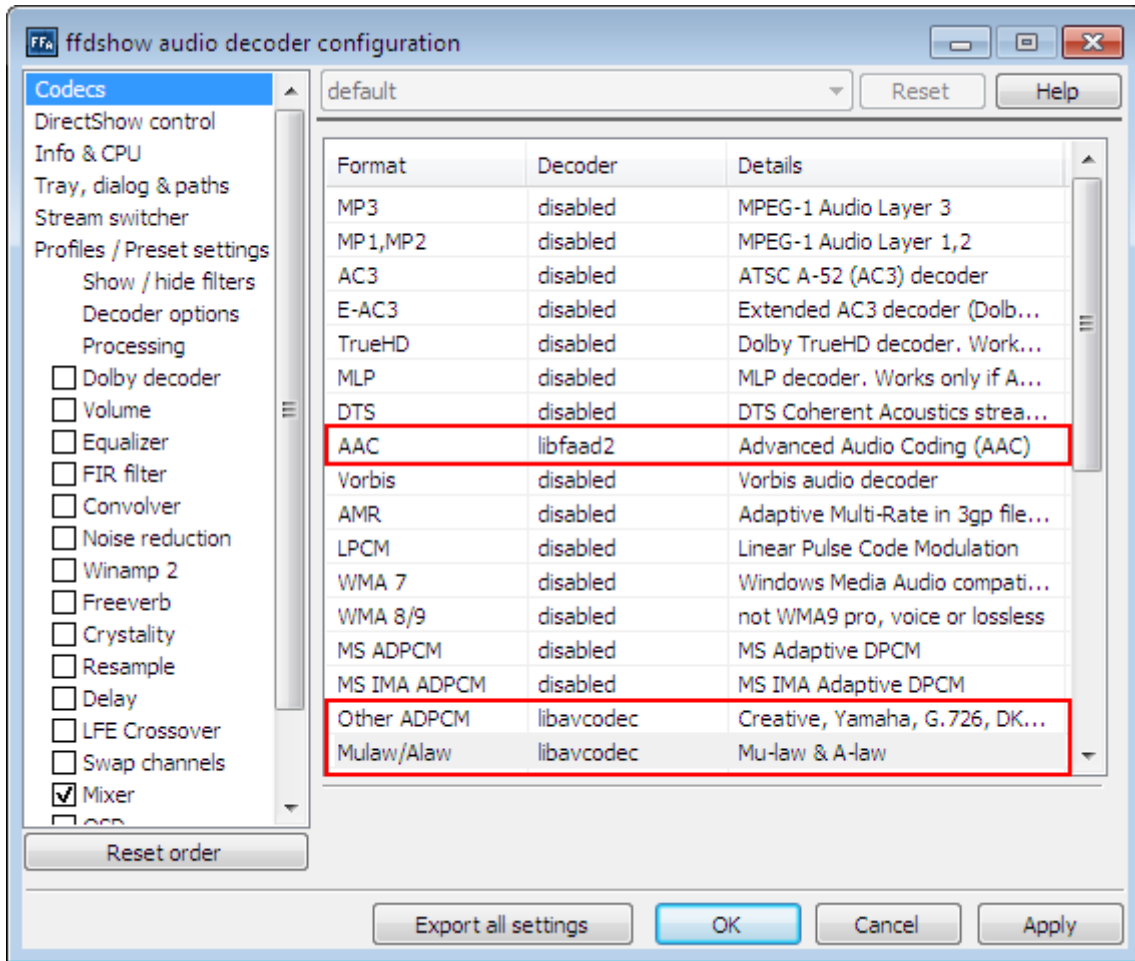 FFA ffdshow audio decoder configuration
Codecs
DirectShow control
Info & CPU
Tray, dialog & paths
Stream switcher
Profiles / Preset settings
Show / hide filters
Decoder options
Processing
Dolby decoder
Volume
Equalizer
FIR filter
Convolver
Noise reduction
Winamp 2
Freeverb
Crystality
Resample
Delay
LFE Crossover
Swap channels
Mixer
Reset order
default Reset Help
Format Decoder Details
MP3 disabled MPEG-1 Audio Layer 3
MP1,MP2 disabled MPEG-1 Audio Layer 1,2
AC3 disabled ATSC A-52 (AC3) decoder
E-AC3 disabled Extended AC3 decoder (Dolb...
TrueHD disabled Dolby TrueHD decoder. Work...
MLP disabled MLP decoder. Works only if A...
DTS disabled DTS Coherent Acoustics strea...
AAC libfaad2 Advanced Audio Coding (AAC)
Vorbis disabled Vorbis audio decoder
AMR disabled Adaptive Multi-Rate in 3gp file...
LPCM disabled Linear Pulse Code Modulation
WMA 7 disabled Windows Media Audio compati...
WMA 8/9 disabled not WMA9 pro, voice or lossless
MS ADPCM disabled MS Adaptive DPCM
MS IMA ADPCM disabled MS IMA Adaptive DPCM
Other ADPCM libavcodec Creative, Yamaha, G.726, DK...
Mulaw/Alaw libavcodec Mu-law & A-law
Export all settings OK Cancel Apply